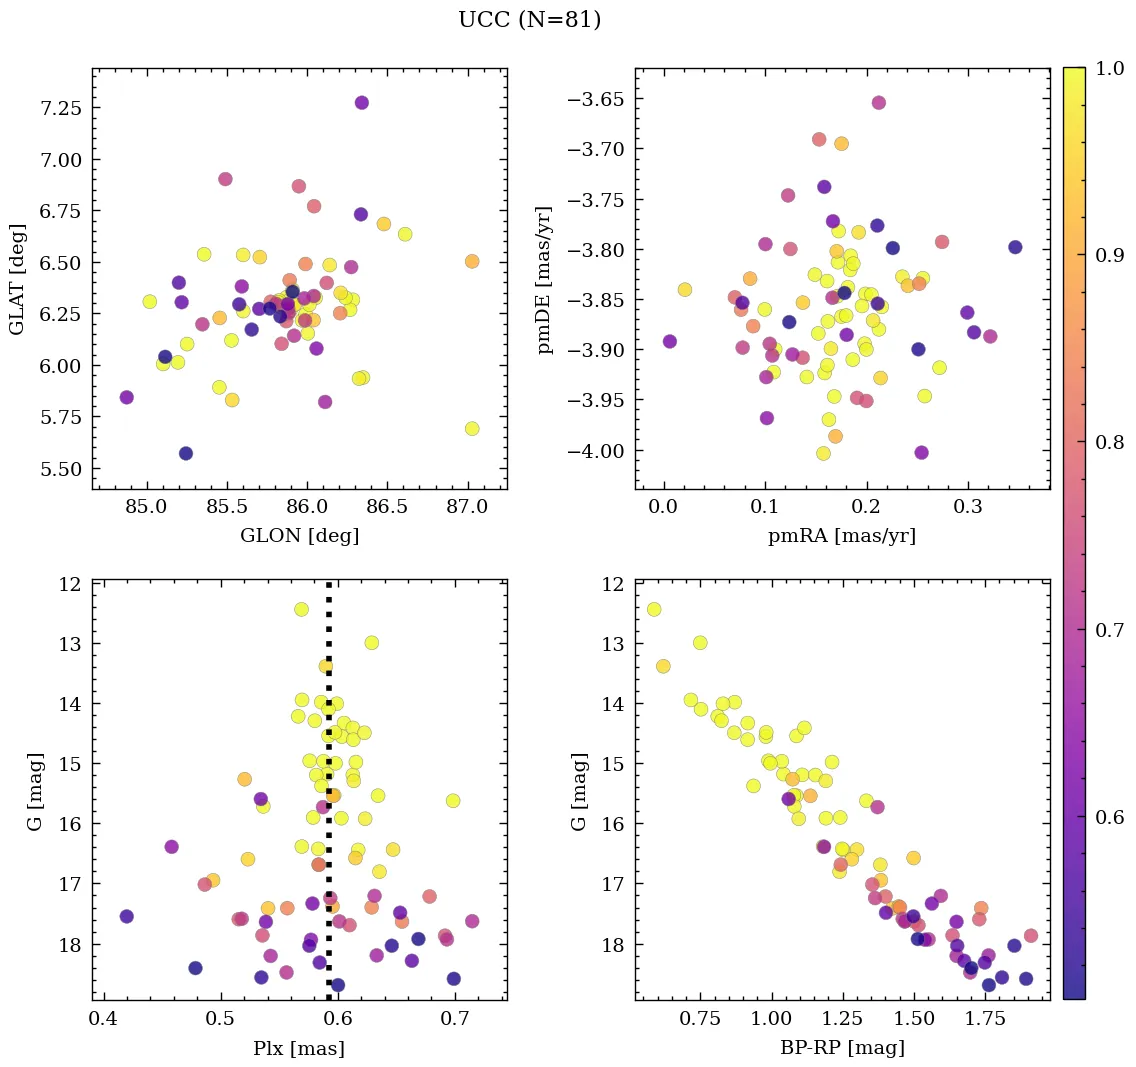 UCC (N=81)
7.25
7.00
6.75
6.50
6.25
6.00
5.75
5.50
GLAT [deg]
85.0 85.5 86.0 86.5 87.0
GLON [deg]
−3.65
−3.70
−3.75
−3.80
−3.85
−3.90
−3.95
−4.00
pmDE [mas/yr]
0.0 0.1 0.2 0.3
pmRA [mas/yr]
1.0
0.9
0.8
0.7
0.6
12
13
14
15
16
17
18
G [mag]
0.4 0.5 0.6 0.7
Plx [mas]
12
13
14
15
16
17
18
G [mag]
0.75 1.00 1.25 1.50 1.75
BP-RP [mag]